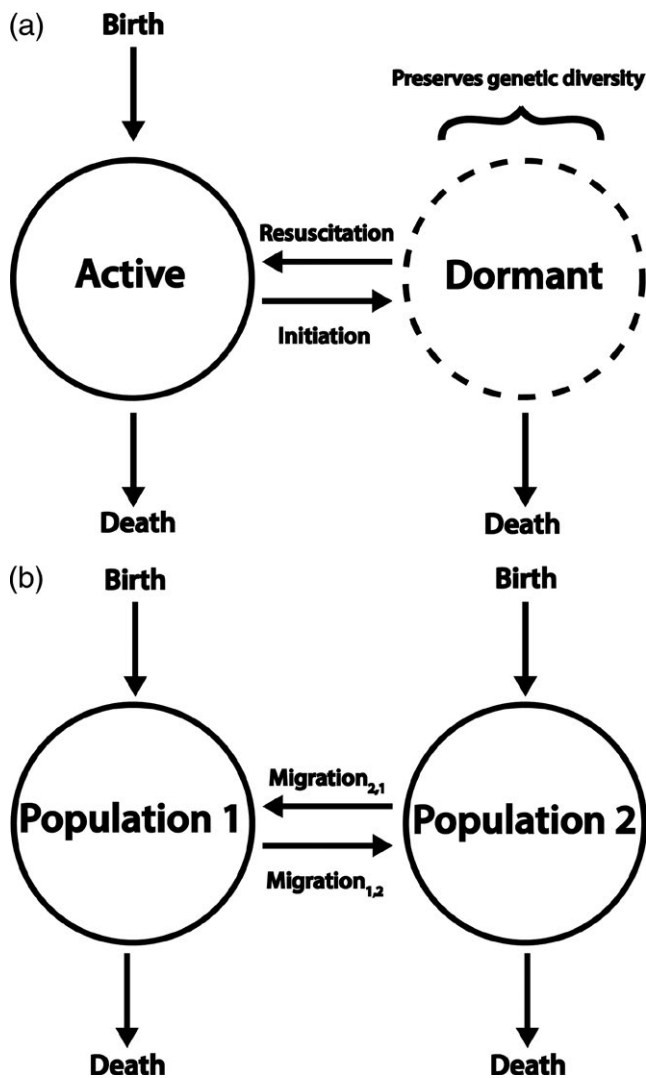 (a)
Birth
Preserves genetic diversity
Active
Resuscitation
Initiation
Dormant
Death
Death
(b)
Birth
Birth
Population 1
Migration2,1
Migration1,2
Population 2
Death
Death